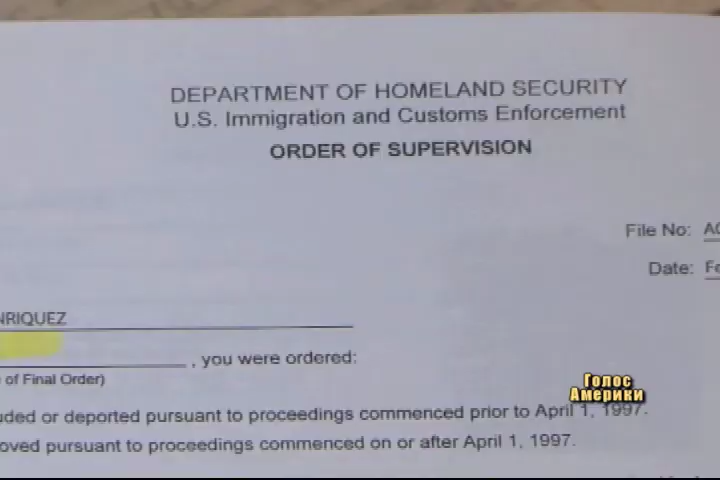 DEPARTMENT OF HOMELAND SECURITY
U.S. Immigration and Customs Enforcement
ORDER OF SUPERVISION
File No:
Date:
NRIQUEZ
, you were ordered:
of Final Order)
or deported pursuant to proceedings commenced prior to April 1, 1997.
pursuant to proceedings commenced on or after April 1, 1997.
Голос
Америки